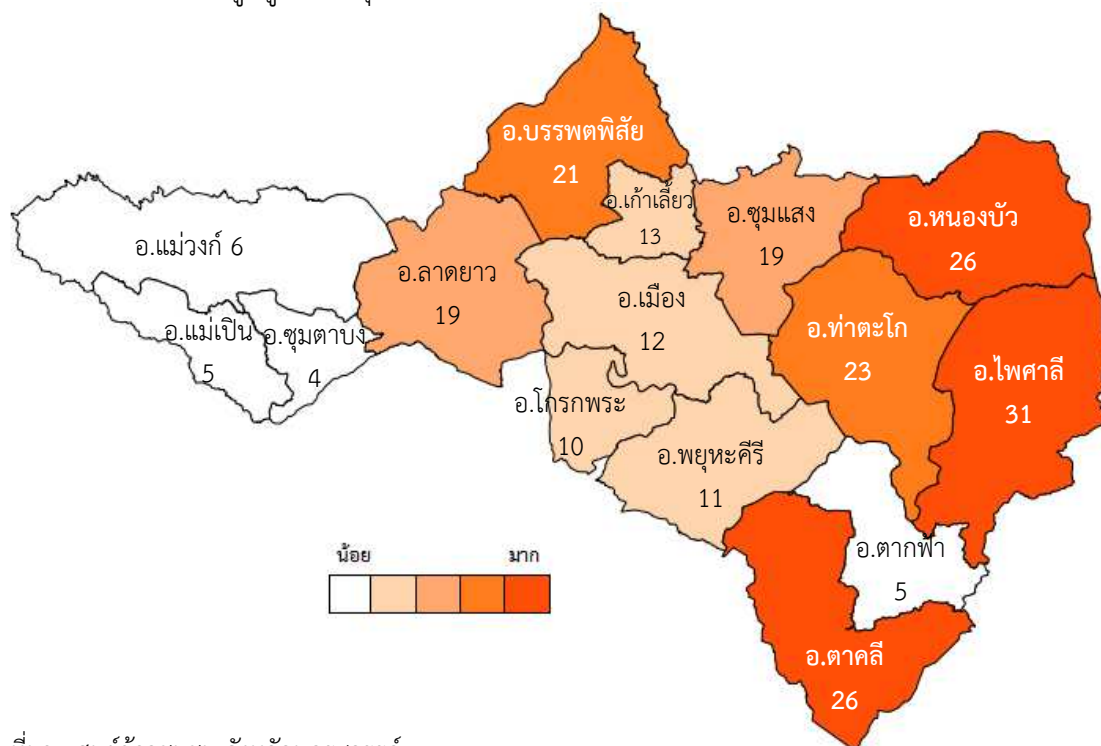 อ.บรรพตพิสัย
21
อ.เก้าเลี้ยว
13
อ.ชุมแสง
19
อ.หนองบัว
26
อ.แม่วงก์ 6
อ.ลาดยาว
19
อ.เมือง
12
อ.ท่าตะโก
23
อ.ไพศาลี
31
อ.แม่เปิน
5
อ.ชุมตาบง
4
อ.โกรกพระ
10
อ.พยุหะคีรี
11
น้อย มาก
อ.ตากฟ้า
5
อ.ตาคลี
26